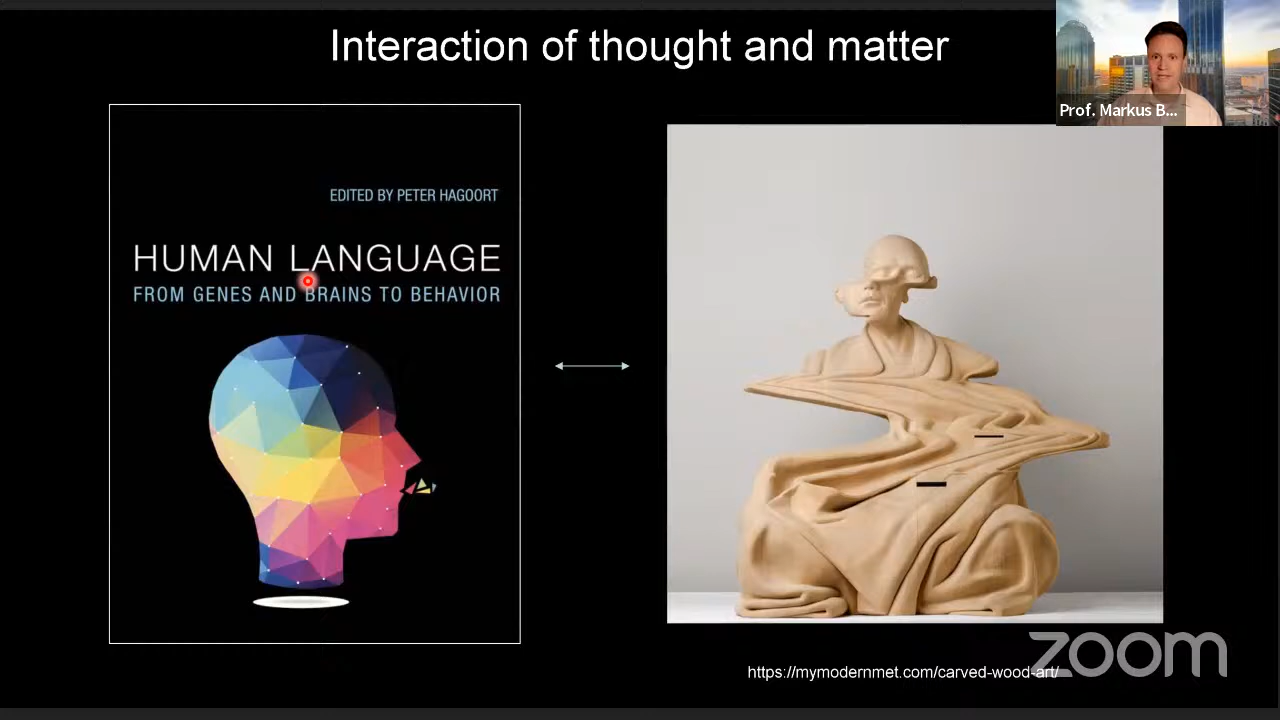 Interaction of thought and matter
Prof. Markus B...
EDITED BY PETER HAGOORT
HUMAN LANGUAGE
FROM GENES AND BRAINS TO BEHAVIOR
https://mymodernmet.com/carved-wood-art/
zoom